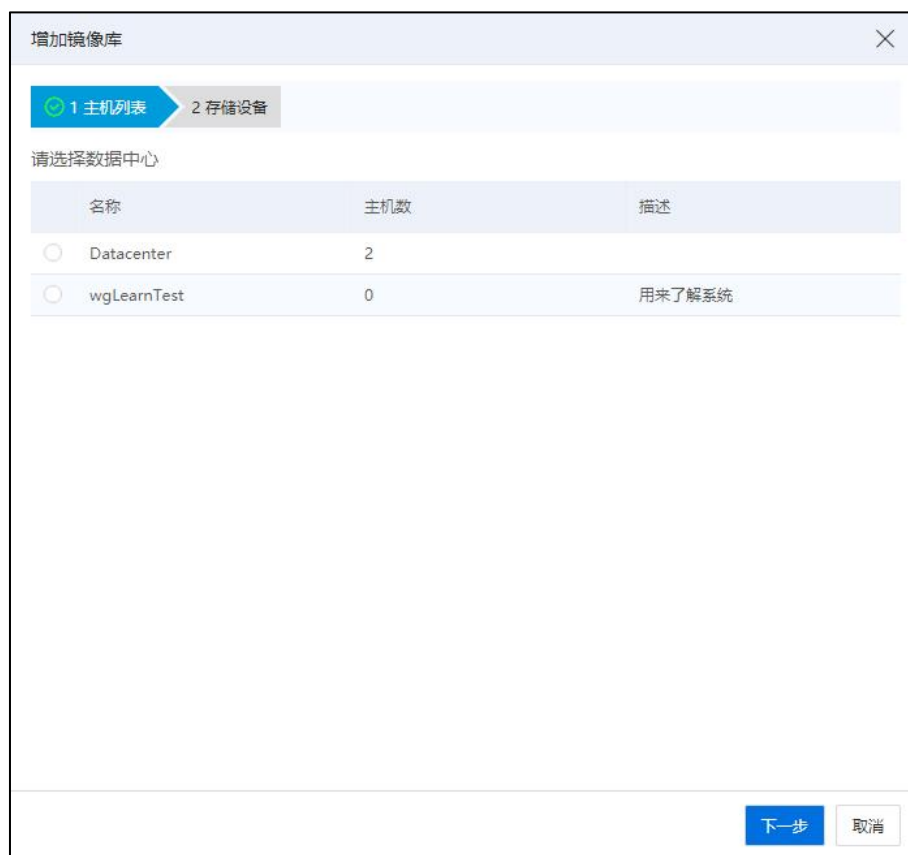 增加镜像库
1 主机列表 2 存储设备
请选择数据中心
名称 主机数 描述
Datacenter 2
wgLearnTest 0 用来了解系统
下一步 取消